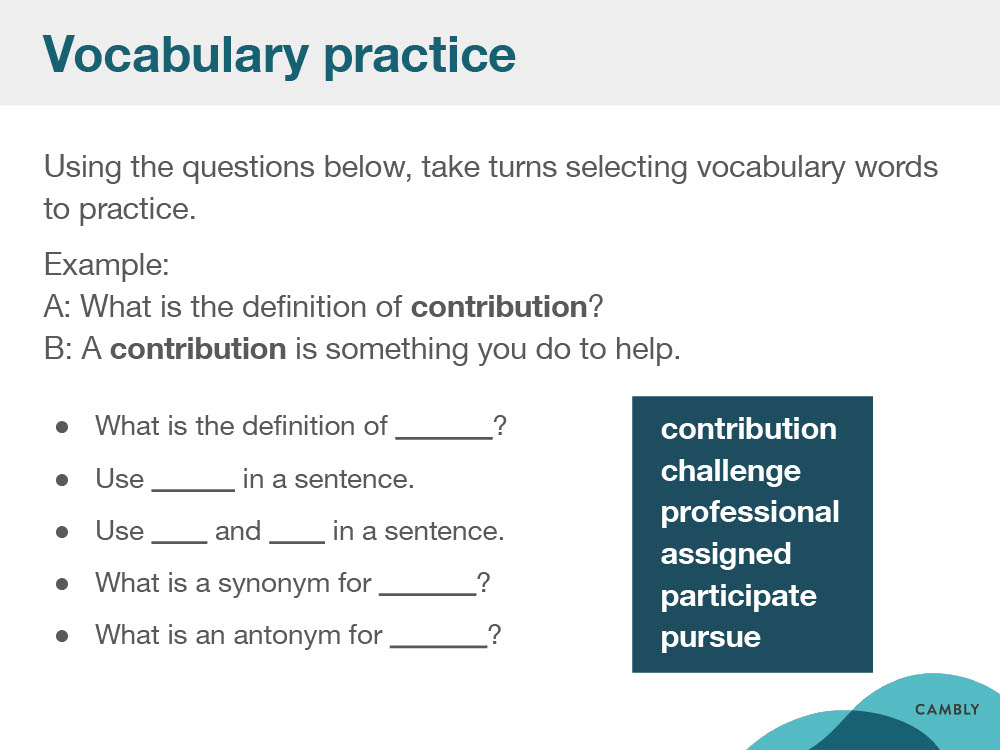 Vocabulary practice
Using the questions below, take turns selecting vocabulary words
to practice.
Example:
A: What is the definition of contribution?
B: A contribution is something you do to help.
● What is the definition of _______?
● Use ______ in a sentence.
● Use ____ and ____ in a sentence.
● What is a synonym for _______?
● What is an antonym for _______?
contribution
challenge
professional
assigned
participate
pursue
CAMBLY